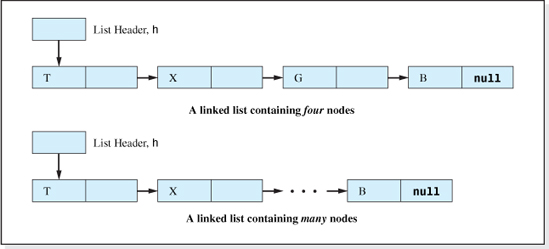 List Header, h
T X G B null
A linked list containing four nodes
List Header, h
T X • • • B null
A linked list containing many nodes